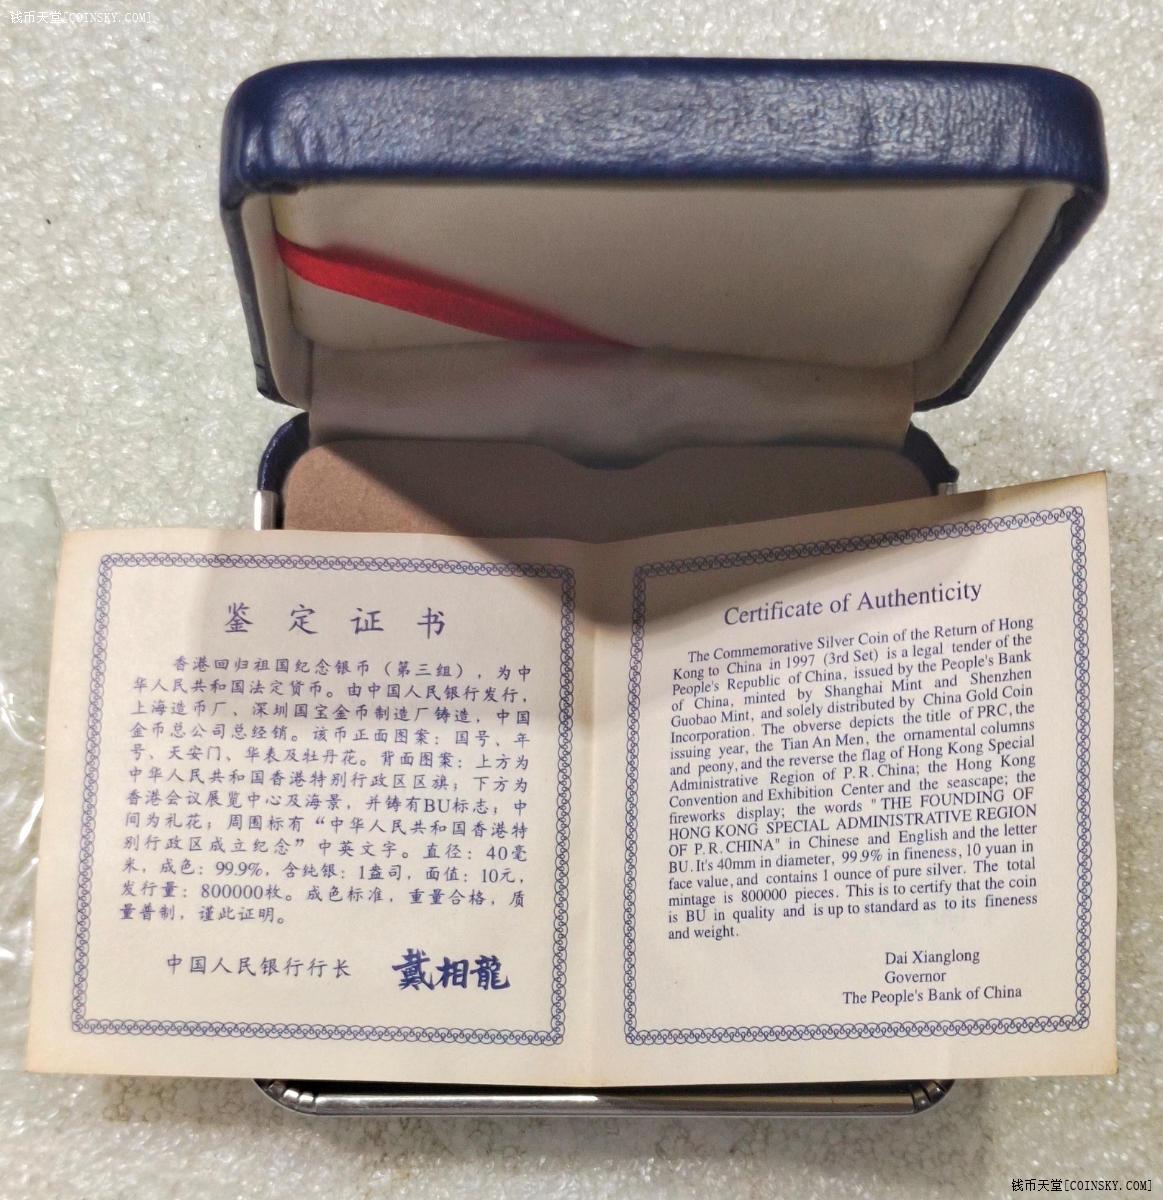 钱币天堂[COINSKY.COM]
鉴定证书
香港回归祖国纪念银币（第三组），为中
华人民共和国法定货币。由中国人民银行发行，
上海造币厂、深圳国宝金币制造厂铸造，中国
金币总公司总经销。该币正面图案：国号、年
号、天安门、华表及牡丹花。背面图案：上方为
中华人民共和国香港特别行政区区旗；下方为
香港会议展览中心及海景，并铸有BU标志；中
间为礼花；周围标有“中华人民共和国香港特
别行政区成立纪念”中英文字。直径：40毫
米，成色：99.9%，含纯银：1盎司，面值：10元，
发行量：800000枚。成色标准，重量合格，质
量普制，谨此证明。
中国人民银行行长 戴相龍
Certificate of Authenticity
The Commemorative Silver Coin of the Return of Hong
Kong to China in 1997 (3rd Set) is a legal tender of the
People's Republic of China, issued by the People's Bank
of China, minted by Shanghai Mint and Shenzhen
Guobao Mint, and solely distributed by China Gold Coin
Incorporation. The obverse depicts the title of PRC, the
issuing year, the Tian An Men, the ornamental columns
and peony, and the reverse the flag of Hong Kong Special
Administrative Region of P.R. China; the Hong Kong
Convention and Exhibition Center and the seascape; the
fireworks display; the words "THE FOUNDING OF
HONG KONG SPECIAL ADMINISTRATIVE REGION
OF P.R. CHINA" in Chinese and English and the letter
BU. It's 40mm in diameter, 99.9% in fineness, 10 yuan in
face value, and contains 1 ounce of pure silver. The total
mintage is 800000 pieces. This is to certify that the coin
is BU in quality and is up to standard as to its fineness
and weight.
Dai Xianglong
Governor
The People's Bank of China
钱币天堂[COINSKY.COM]